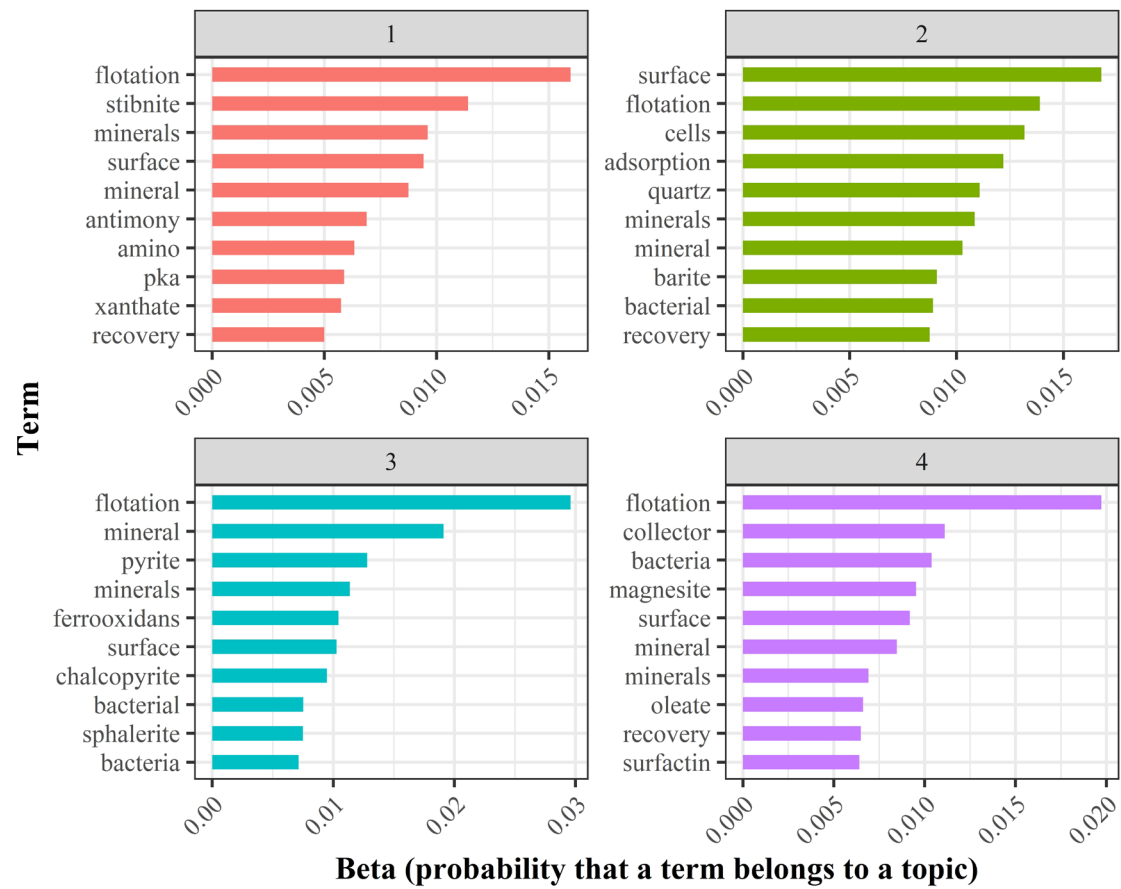 1
flotation
stibnite
minerals
surface
mineral
antimony
amino
pka
xanthate
recovery
0.000 0.005 0.010 0.015
2
surface
flotation
cells
adsorption
quartz
minerals
mineral
barite
bacterial
recovery
0.000 0.005 0.010 0.015
Term
3
flotation
mineral
pyrite
minerals
ferrooxidans
surface
chalcopyrite
bacterial
sphalerite
bacteria
0.00 0.01 0.02 0.03
4
flotation
collector
bacteria
magnesite
surface
mineral
minerals
oleate
recovery
surfactin
0.000 0.005 0.010 0.015 0.020
Beta (probability that a term belongs to a topic)